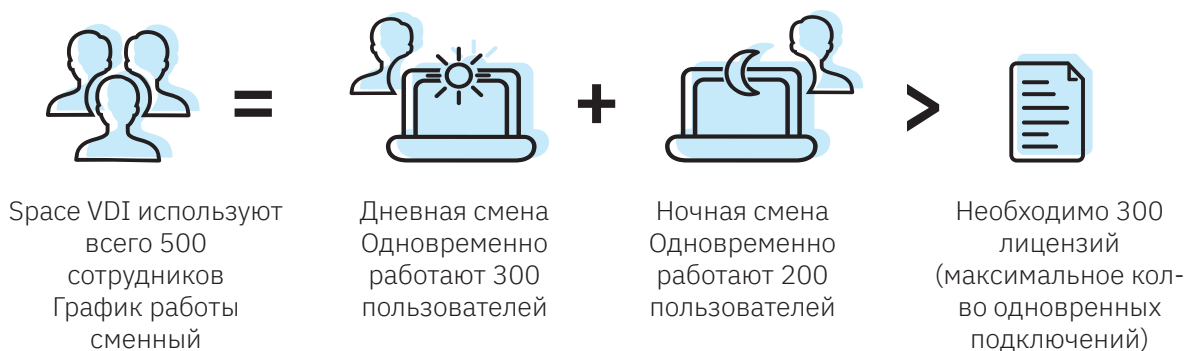 =
+
>
Space VDI используют
всего 500
сотрудников
График работы
сменный
Дневная смена
Одновременно
работают 300
пользователей
Ночная смена
Одновременно
работают 200
пользователей
Необходимо 300
лицензий
(максимальное кол-
во одновренных
подключений)